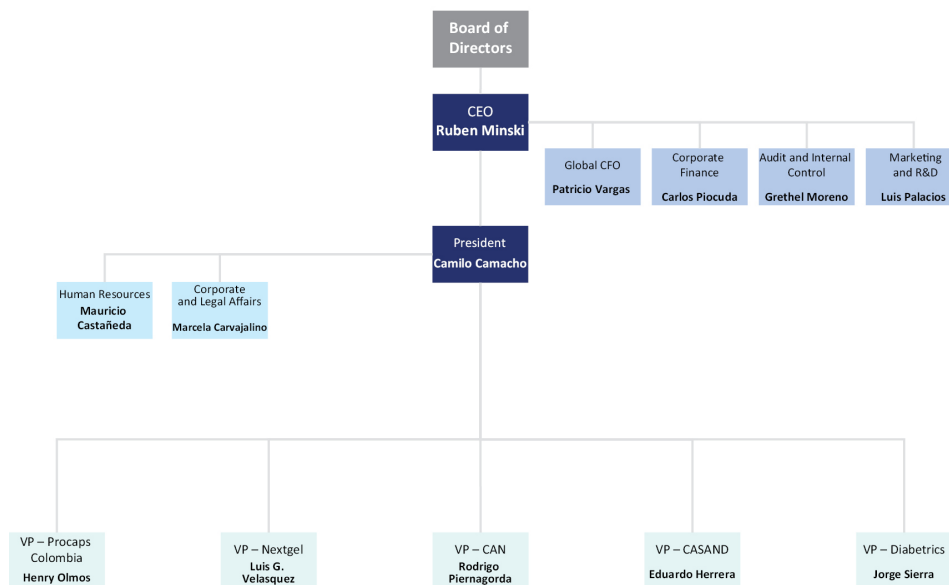 Board of
Directors
CEO
Ruben Minski
Global CFO
Patricio Vargas
Corporate
Finance
Carlos Piocuda
Audit and Internal
Control
Grethel Moreno
Marketing
and R&D
Luis Palacios
President
Camilo Camacho
Human Resources
Mauricio
Castañeda
Corporate
and Legal Affairs
Marcela Carvajalino
VP – Procaps
Colombia
Henry Olmos
VP – Nextgel
Luis G.
Velasquez
VP – CAN
Rodrigo
Piernagorda
VP – CASAND
Eduardo Herrera
VP – Diabetrics
Jorge Sierra